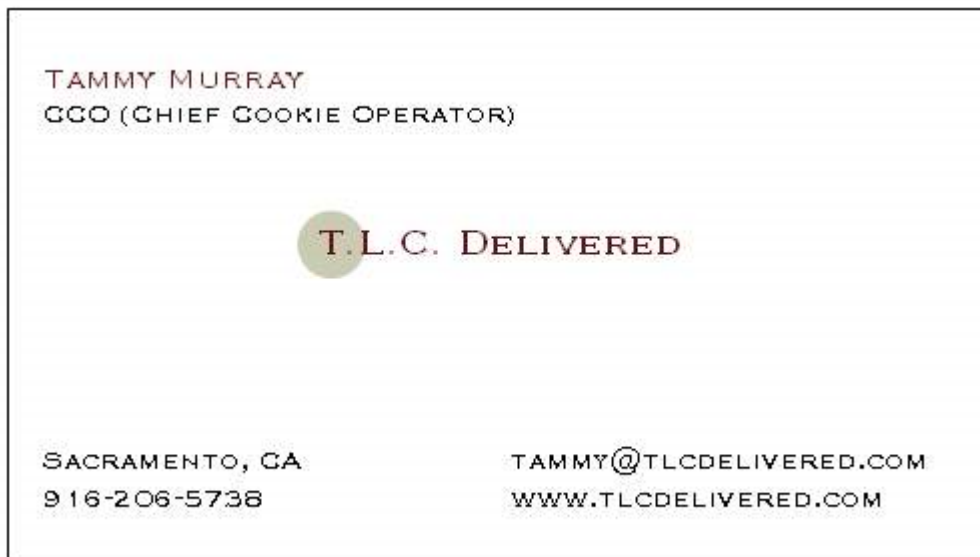 TAMMY MURRAY
CCO (CHIEF COOKIE OPERATOR)
T.L.C. DELIVERED
SACRAMENTO, CA
916-206-5738
TAMMY@TLCDELIVERED.COM
WWW.TLCDELIVERED.COM